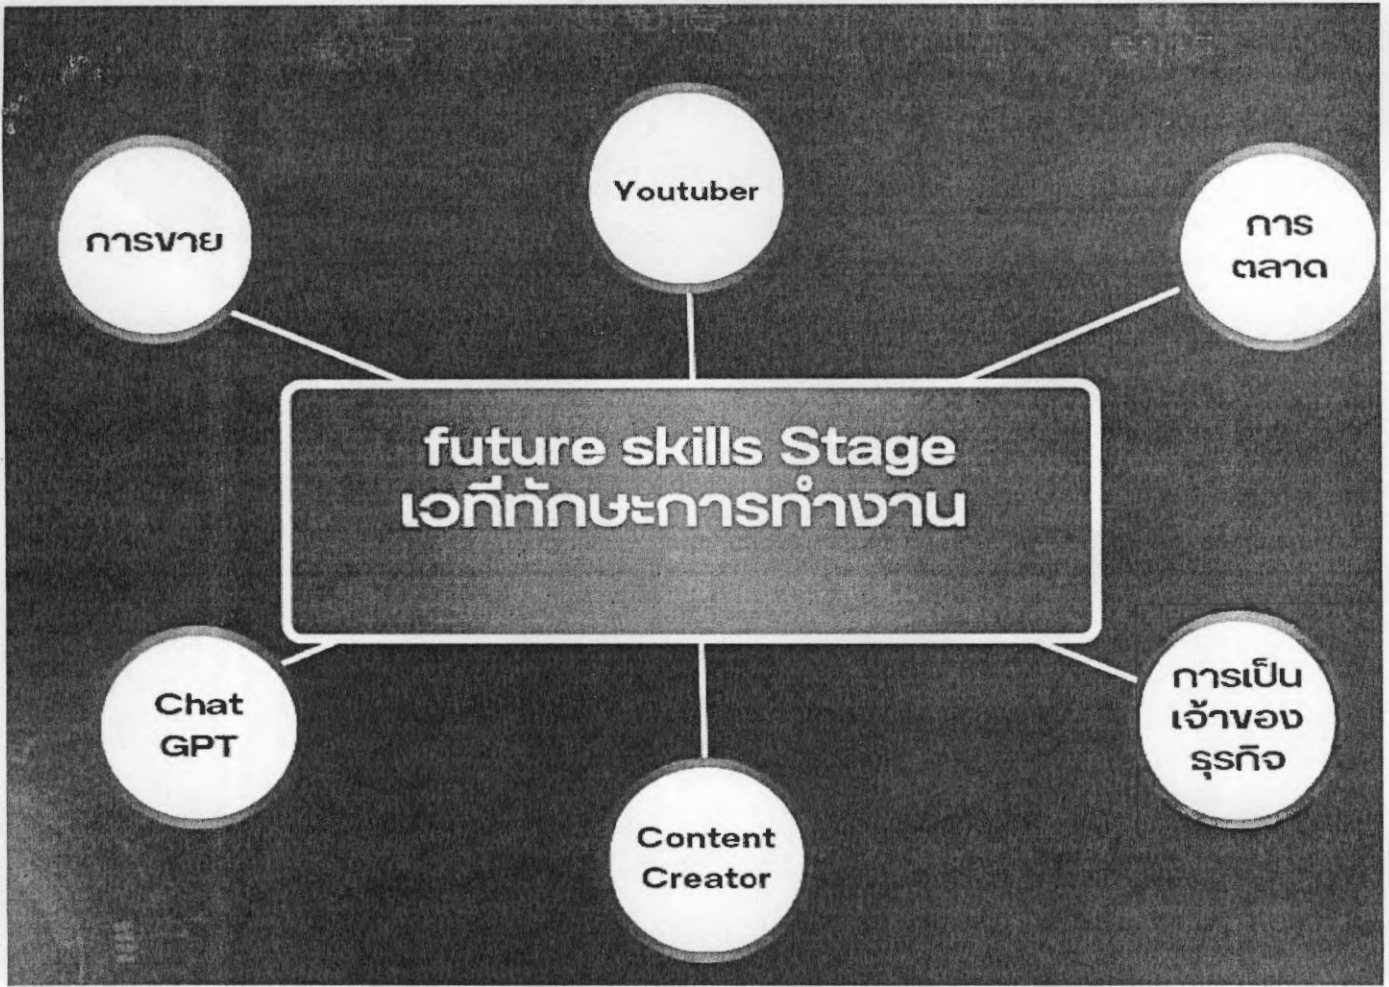 Youtuber
การขาย
การ
ตลาด
future skills Stage
เวทีทักษะการทำงาน
Chat
GPT
การเป็น
เจ้าของ
ธุรกิจ
Content
Creator